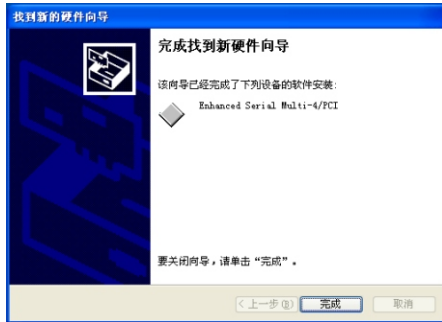 找到新的硬件向导
完成找到新硬件向导
该向导已经完成了下列设备的软件安装:
Enhanced Serial Multi-4/PCI
要关闭向导，请单击“完成”。
< 上一步(B) 完成 取消